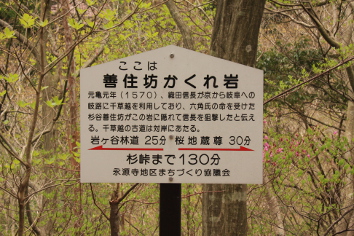 ここは
善住坊かくれ岩
元亀元年(1570)、織田信長が京から岐阜への
岐路に千草越を利用しており、六角氏の命を受けた
杉谷善住坊がこの岩に隠れて信長を狙撃したと伝え
る。千草越の古道は対岸にあたる。
岩ヶ谷林道 25分 桜地蔵尊 30分
杉峠まで130分
永源寺地区まちづくり協議会